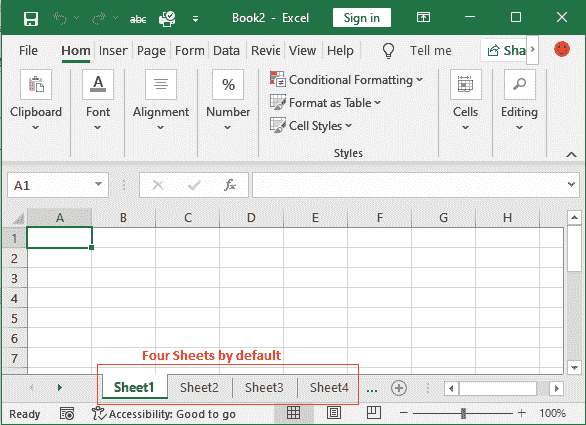 abc Book2 - Excel Sign in
File Hom Inser Page Form Data Revie View Help Tell me Sha
Clipboard Font Alignment Number Conditional Formatting Format as Table Cell Styles Cells Editing
A %
Styles
A1 fx
A B C D E F G H
1
2
3
4
5
6
7
Four Sheets by default
Sheet1 Sheet2 Sheet3 Sheet4 ...
Ready Accessibility: Good to go 100%